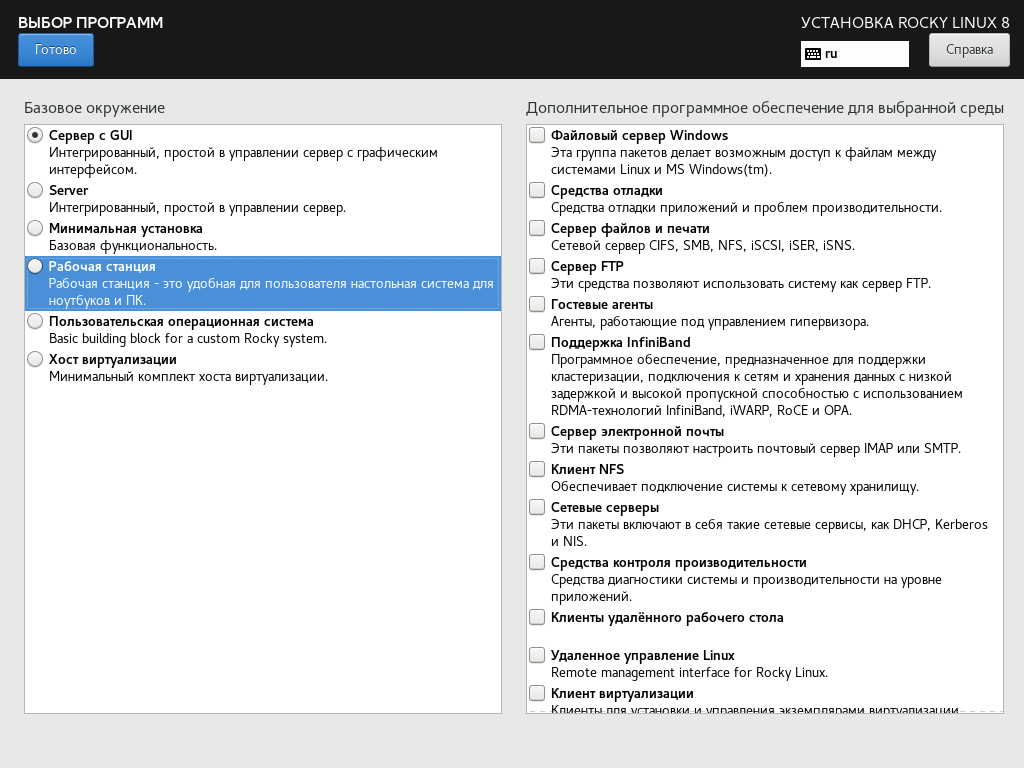 ВЫБОР ПРОГРАММ
УСТАНОВКА ROCKY LINUX 8
Готово
ru
Справка
Базовое окружение
Сервер с GUI
Интегрированный, простой в управлении сервер с графическим
интерфейсом.
Server
Интегрированный, простой в управлении сервер.
Минимальная установка
Базовая функциональность.
Рабочая станция
Рабочая станция - это удобная для пользователя настольная система для
ноутбуков и ПК.
Пользовательская операционная система
Basic building block for a custom Rocky system.
Хост виртуализации
Минимальный комплект хоста виртуализации.
Дополнительное программное обеспечение для выбранной среды
Файловый сервер Windows
Эта группа пакетов делает возможным доступ к файлам между
системами Linux и MS Windows(tm).
Средства отладки
Средства отладки приложений и проблем производительности.
Сервер файлов и печати
Сетевой сервер CIFS, SMB, NFS, iSCSI, iSER, iSNS.
Сервер FTP
Эти средства позволяют использовать систему как сервер FTP.
Гостевые агенты
Агенты, работающие под управлением гипервизора.
Поддержка InfiniBand
Программное обеспечение, предназначенное для поддержки
кластеризации, подключения к сетям и хранения данных с низкой
задержкой и высокой пропускной способностью с использованием
RDMA-технологий InfiniBand, iWARP, RoCE и OPA.
Сервер электронной почты
Эти пакеты позволяют настроить почтовый сервер IMAP или SMTP.
Клиент NFS
Обеспечивает подключение системы к сетевому хранилищу.
Сетевые серверы
Эти пакеты включают в себя такие сетевые сервисы, как DHCP, Kerberos
и NIS.
Средства контроля производительности
Средства диагностики системы и производительности на уровне
приложений.
Клиенты удалённого рабочего стола
Удаленное управление Linux
Remote management interface for Rocky Linux.
Клиент виртуализации
Клиенты для установки и управления экземплярами виртуализации